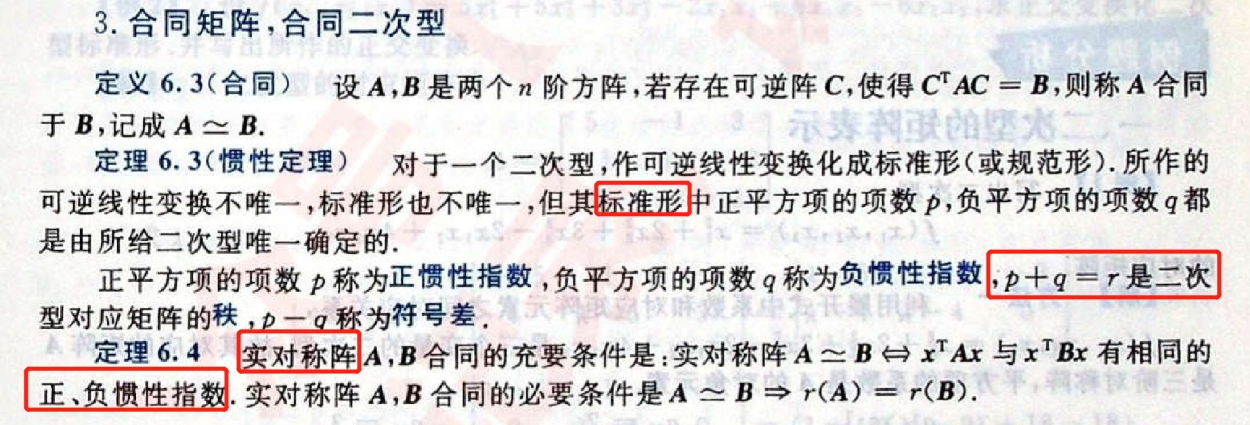 3. 合同矩阵,合同二次型
定义 6.3(合同) 设 A,B 是两个 n 阶方阵,若存在可逆阵 C,使得 CᵀAC = B,则称 A 合同
于 B,记成 A ≃ B.
定理 6.3(惯性定理) 对于一个二次型,作可逆线性变换化成标准形(或规范形).所作的
可逆线性变换不唯一,标准形也不唯一,但其标准形中正平方项的项数 p,负平方项的项数 q 都
是由所给二次型唯一确定的.
正平方项的项数 p 称为正惯性指数,负平方项的项数 q 称为负惯性指数,p + q = r 是二次
型对应矩阵的秩,p − q 称为符号差.
定理 6.4 实对称阵 A,B 合同的充要条件是:实对称阵 A ≃ B ⇔ xᵀAx 与 xᵀBx 有相同的
正、负惯性指数.实对称阵 A,B 合同的必要条件是 A ≃ B ⇒ r(A) = r(B).